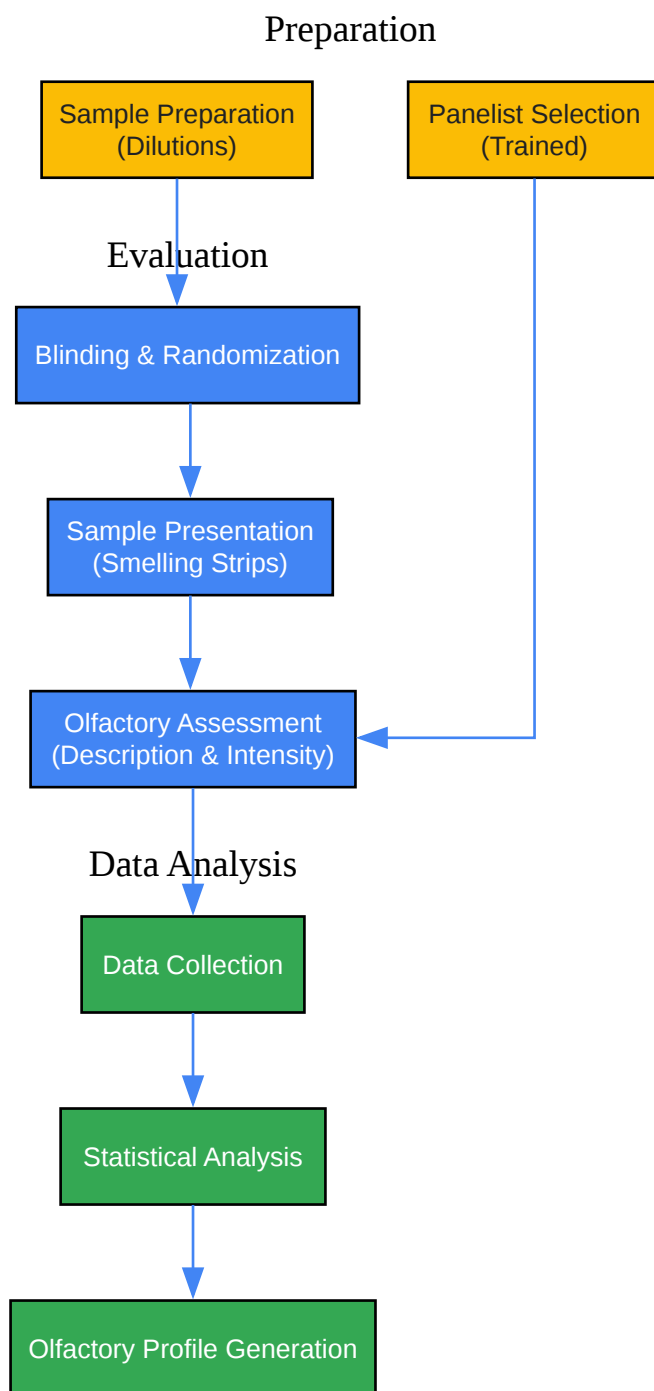 Preparation
Sample Preparation
(Dilutions)
Panelist Selection
(Trained)
Evaluation
Blinding & Randomization
Sample Presentation
(Smelling Strips)
Olfactory Assessment
(Description & Intensity)
Data Analysis
Data Collection
Statistical Analysis
Olfactory Profile Generation